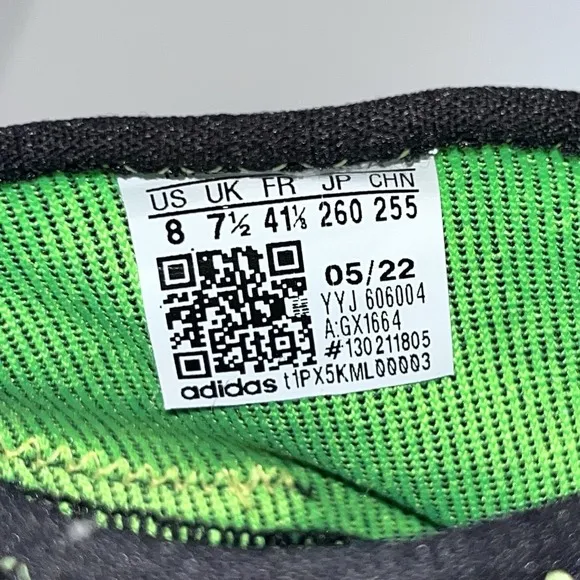 US UK FR JP CHN
8 7½ 41⅓ 260 255
05/22
YYJ 606004
A:GX1664
#130211805
adidas t1PX5KML00003